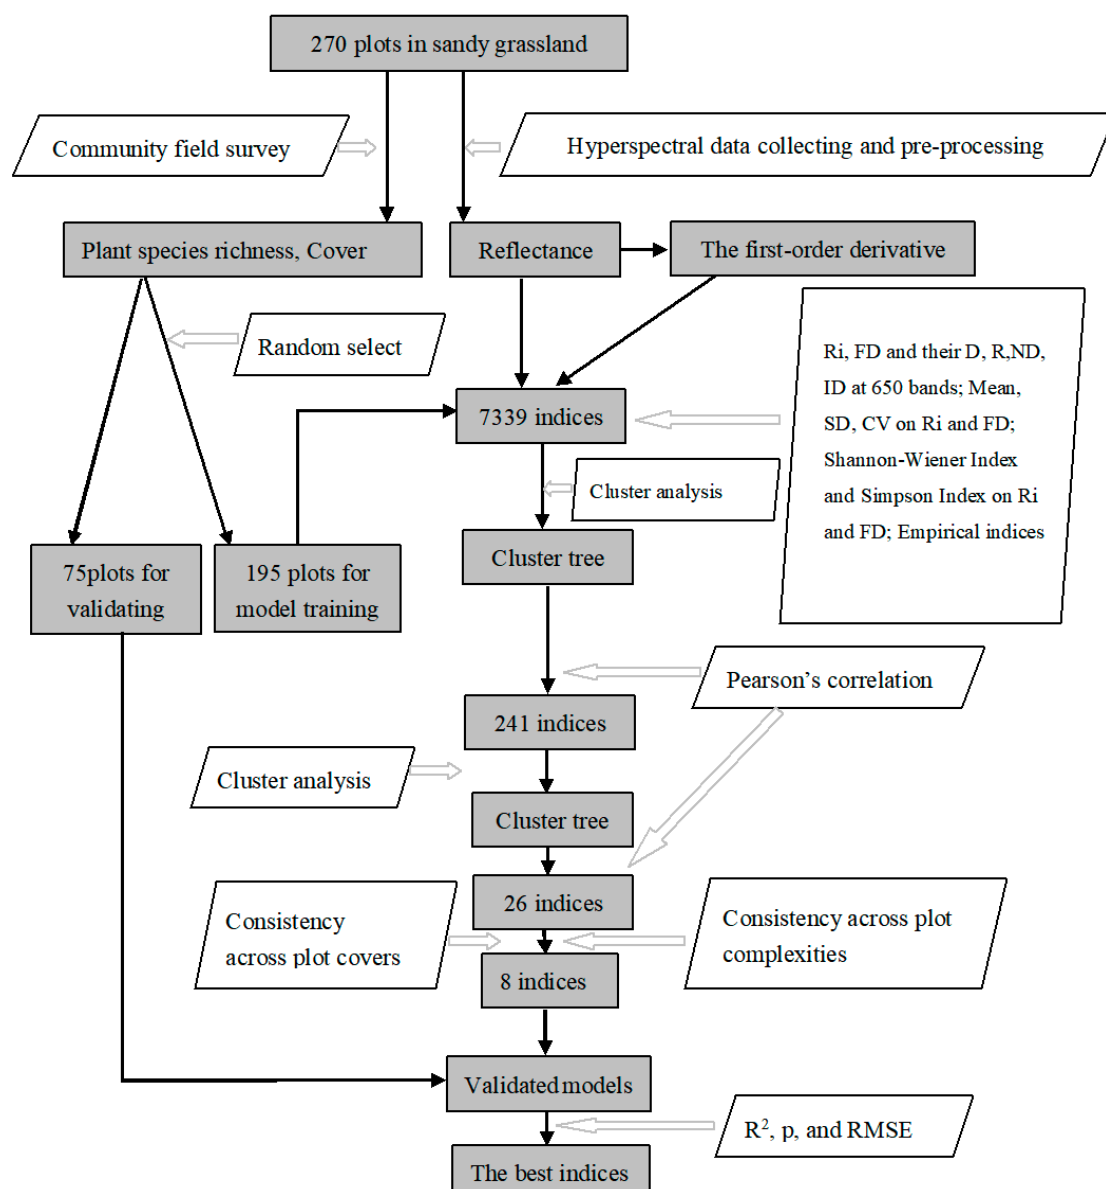 270 plots in sandy grassland
Community field survey
Hyperspectral data collecting and pre-processing
Plant species richness, Cover
Reflectance
The first-order derivative
Random select
Ri, FD and their D, R,ND,
ID at 650 bands; Mean,
SD, CV on Ri and FD;
Shannon-Wiener Index
and Simpson Index on Ri
and FD; Empirical indices
7339 indices
Cluster analysis
75plots for
validating
195 plots for
model training
Cluster tree
Pearson's correlation
241 indices
Cluster analysis
Cluster tree
26 indices
Consistency
across plot covers
Consistency across plot
complexities
8 indices
Validated models
R², p, and RMSE
The best indices